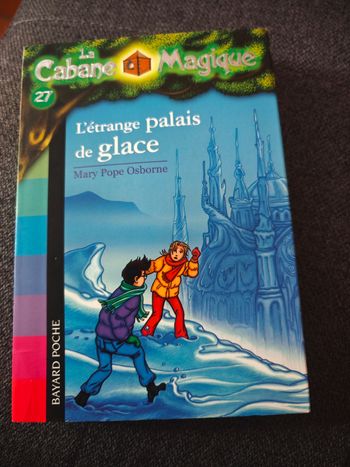 La
Cabane Magique
27
L'étrange palais
de glace
Mary Pope Osborne
BAYARD POCHE